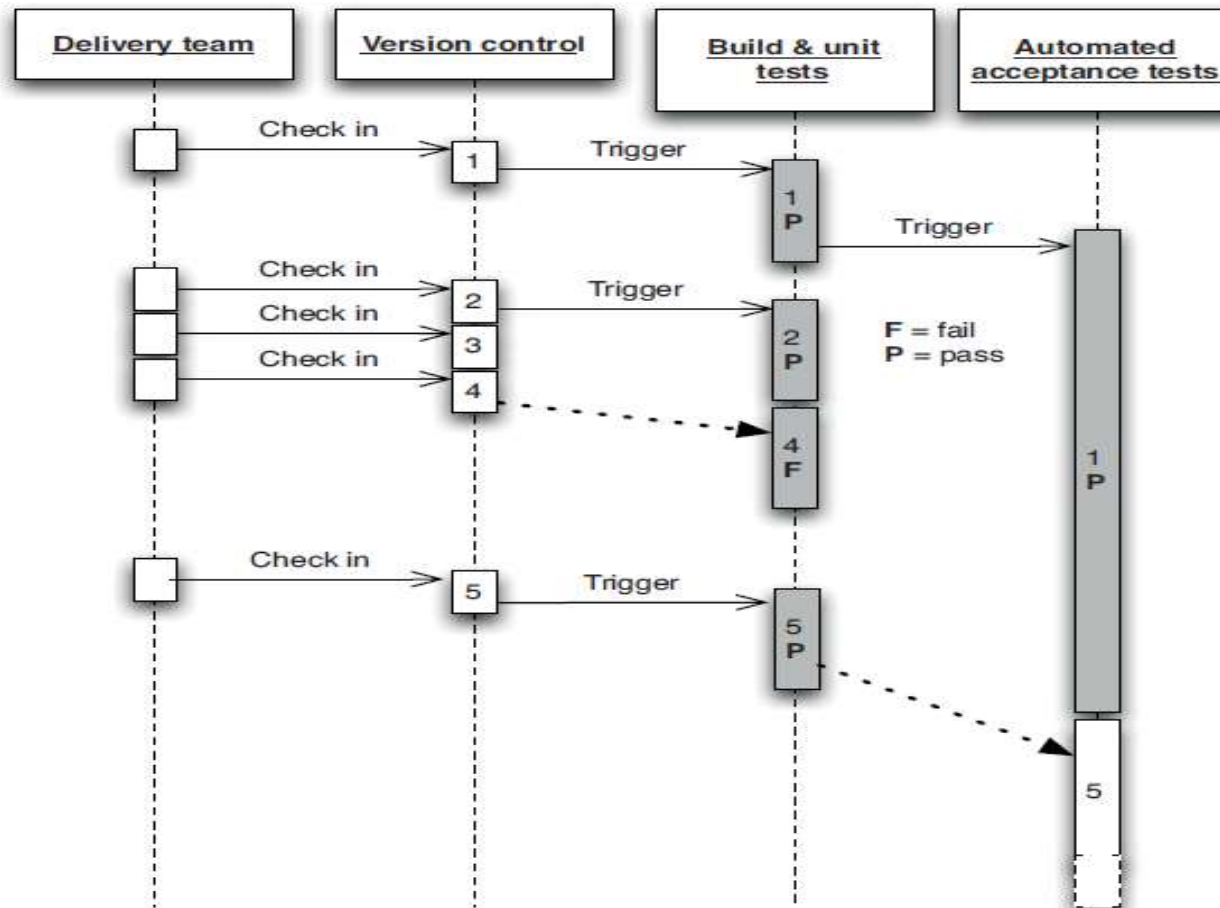 Delivery team
Version control
Build & unit
tests
Automated
acceptance tests
Check in
1
Trigger
1
P
Trigger
Check in
2
Trigger
2
P
Check in
3
F = fail
P = pass
Check in
4
4
F
1
P
Check in
5
Trigger
5
P
5